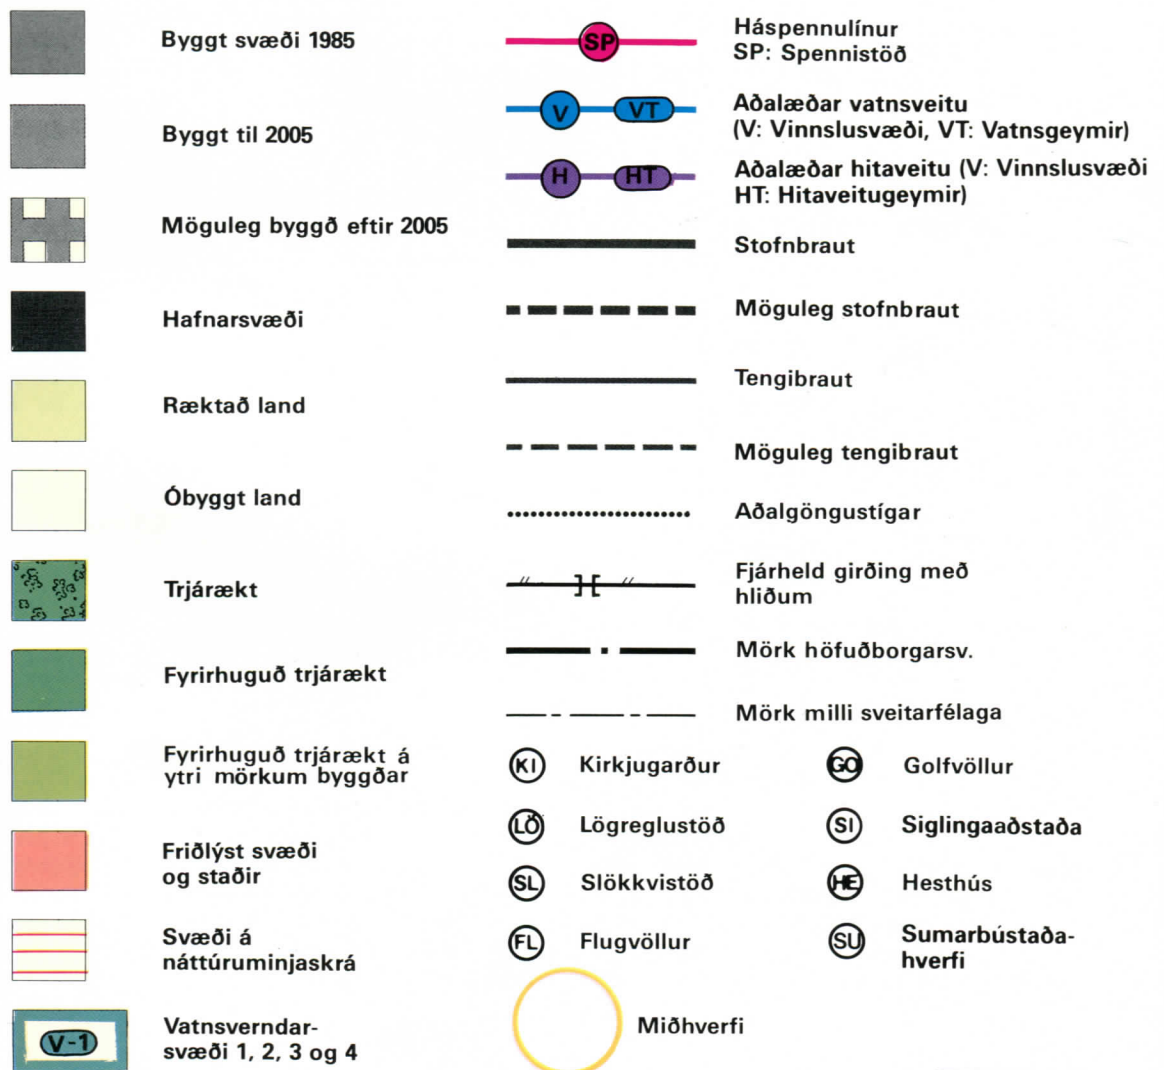 Byggt svæði 1985
Byggt til 2005
Möguleg byggð eftir 2005
Hafnarsvæði
Ræktað land
Óbyggt land
Trjárækt
Fyrirhuguð trjárækt
Fyrirhuguð trjárækt á
ytri mörkum byggðar
Friðlýst svæði
og staðir
Svæði á
náttúruminjaskrá
V-1
Vatnsverndar-
svæði 1, 2, 3 og 4
SP
Háspennulínur
SP: Spennistöð
V VT
Aðalæðar vatnsveitu
(V: Vinnslusvæði, VT: Vatnsgeymir)
H HT
Aðalæðar hitaveitu (V: Vinnslusvæði
HT: Hitaveitugeymir)
Stofnbraut
Möguleg stofnbraut
Tengibraut
Möguleg tengibraut
Aðalgöngustígar
Fjárheld girðing með
hliðum
Mörk höfuðborgarsv.
Mörk milli sveitarfélaga
KI Kirkjugarður
LÖ Lögreglustöð
SL Slökkvistöð
FL Flugvöllur
GO Golfvöllur
SI Siglingaaðstaða
HE Hesthús
SU Sumarbústaða-
hverfi
Miðhverfi